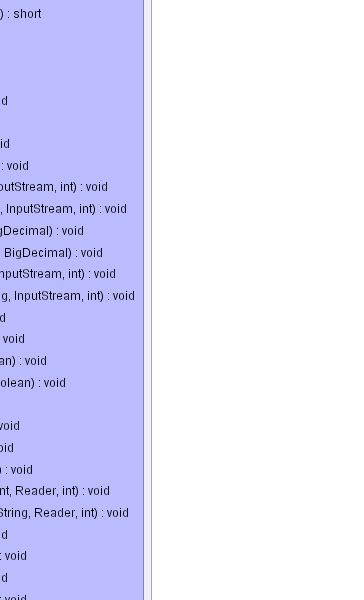 ) : short
d
id
: void
putStream, int) : void
, InputStream, int) : void
gDecimal) : void
BigDecimal) : void
nputStream, int) : void
g, InputStream, int) : void
d
void
an) : void
olean) : void
void
oid
) : void
nt, Reader, int) : void
String, Reader, int) : void
d
: void
d
: void